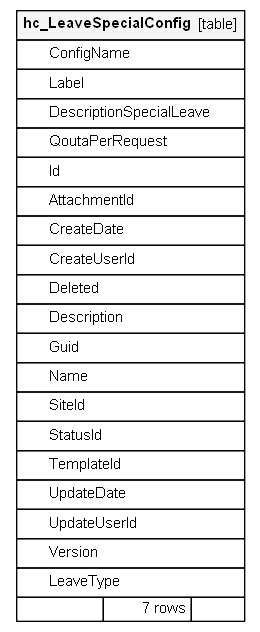 hc_LeaveSpecialConfig [table]
ConfigName
Label
DescriptionSpecialLeave
QoutaPerRequest
Id
AttachmentId
CreateDate
CreateUserId
Deleted
Description
Guid
Name
SiteId
StatusId
TemplateId
UpdateDate
UpdateUserId
Version
LeaveType
7 rows